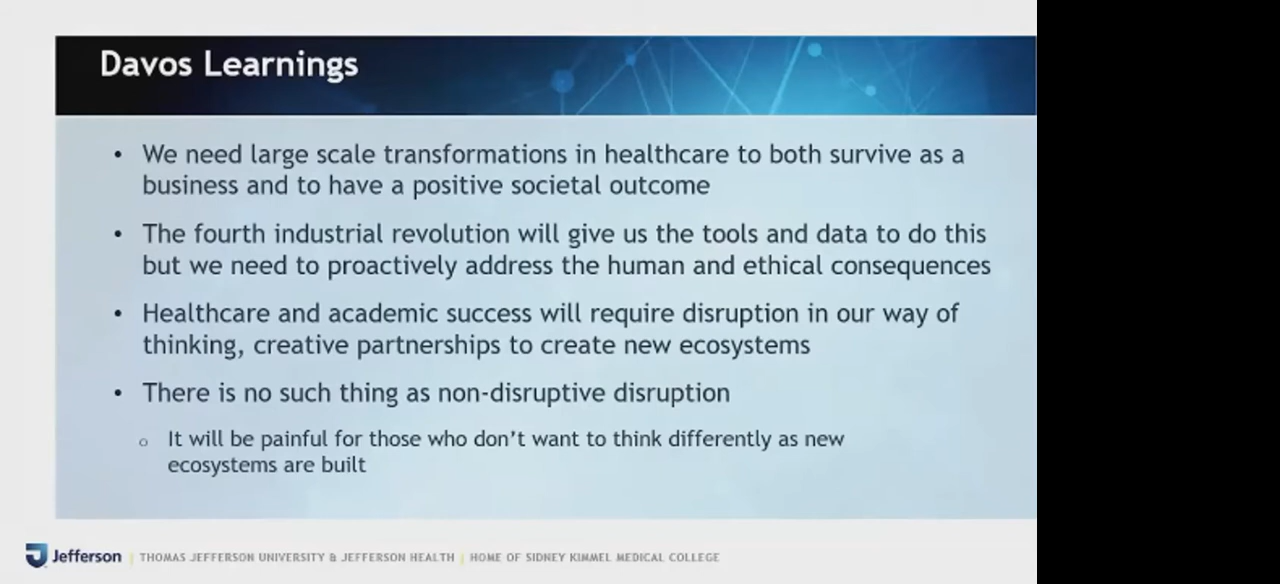 Davos Learnings
• We need large scale transformations in healthcare to both survive as a
business and to have a positive societal outcome
• The fourth industrial revolution will give us the tools and data to do this
but we need to proactively address the human and ethical consequences
• Healthcare and academic success will require disruption in our way of
thinking, creative partnerships to create new ecosystems
• There is no such thing as non-disruptive disruption
o It will be painful for those who don't want to think differently as new
ecosystems are built
Jefferson | THOMAS JEFFERSON UNIVERSITY & JEFFERSON HEALTH | HOME OF SIDNEY KIMMEL MEDICAL COLLEGE